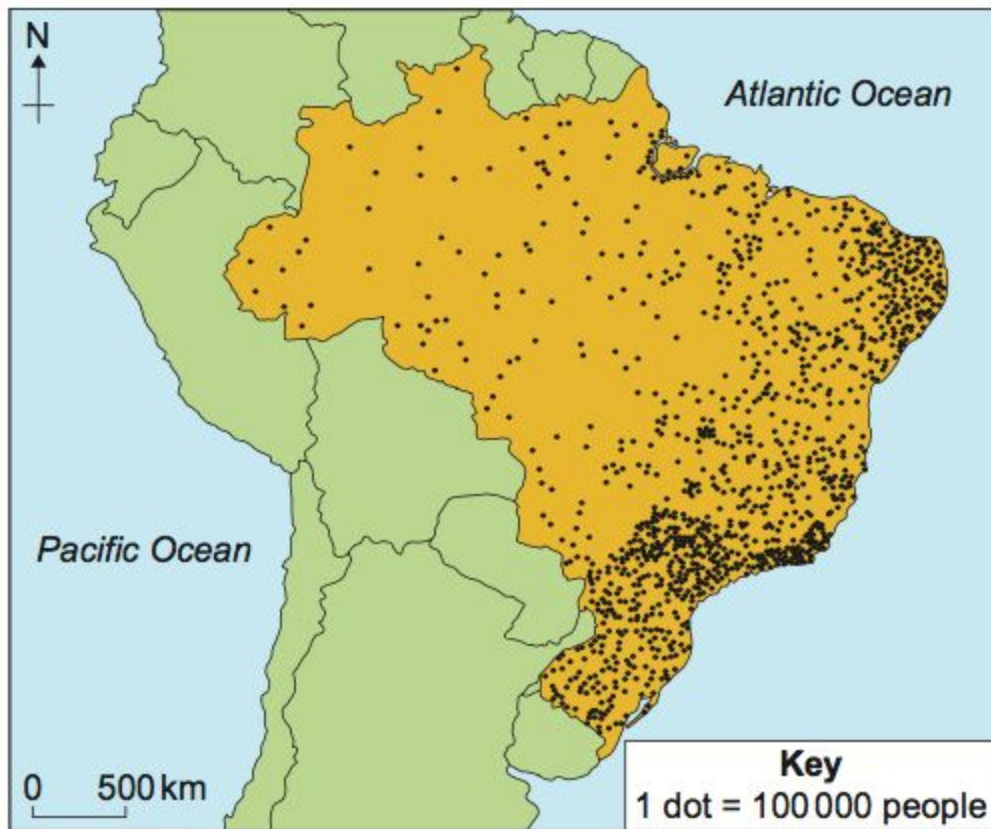 N
Atlantic Ocean
Pacific Ocean
0 500 km
Key
1 dot = 100 000 people